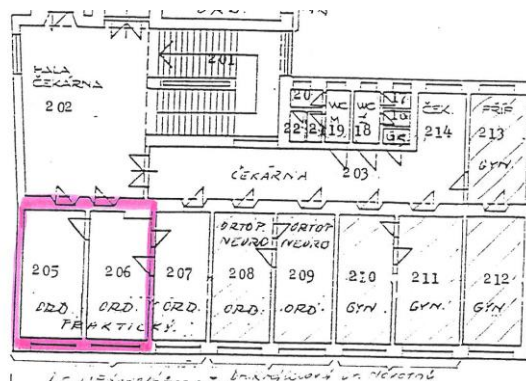 ORD.
201
HALA
ČEKÁRNA
202
20
WC
WC
17
16
ČEK.
PŘÍP
22
21
19
18
214
213
GYN.
ČEKÁRNA
203
ORTOP
NEURO
ORTOP
NEURO
205
206
207
208
209
210
211
212
ORD.
ORD.
ORD.
ORD.
ORD.
GYN.
GYN.
GYN.
PRAKTICKÝ